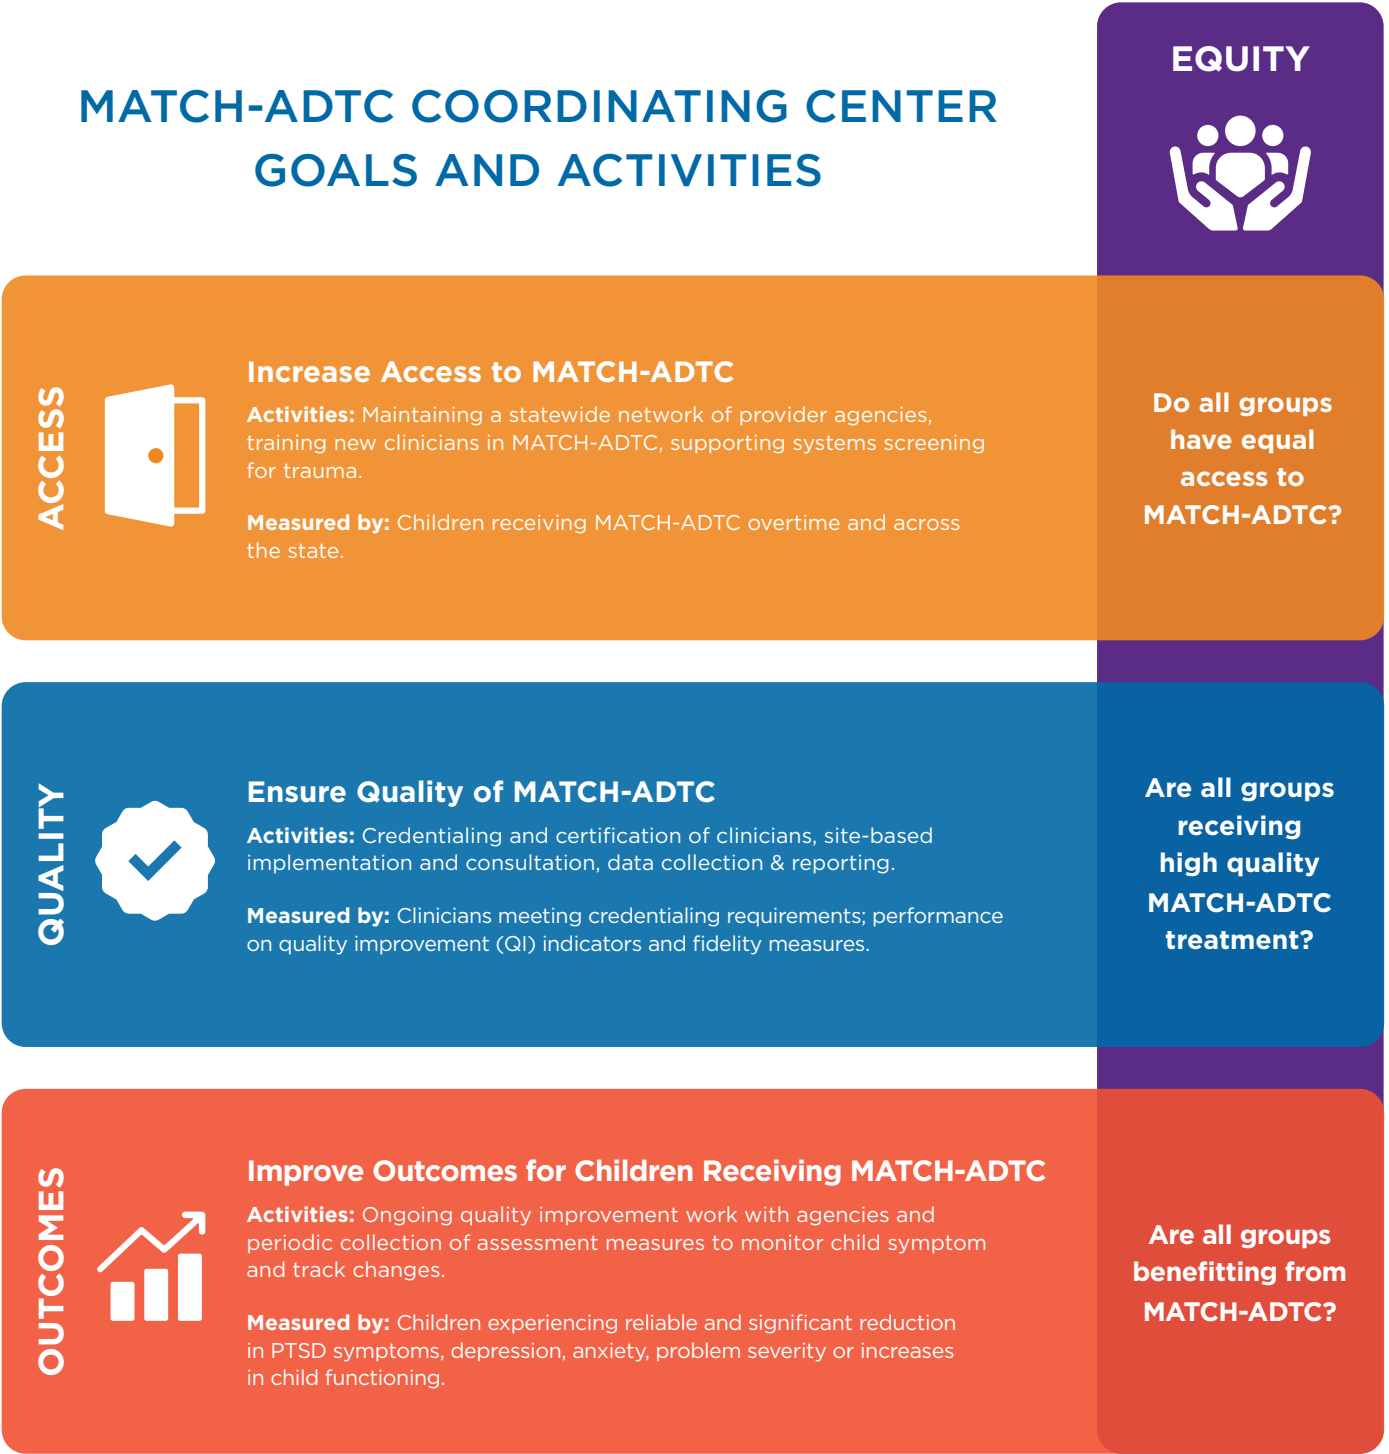 MATCH-ADTC COORDINATING CENTER
GOALS AND ACTIVITIES
EQUITY
ACCESS
Increase Access to MATCH-ADTC
Activities: Maintaining a statewide network of provider agencies,
training new clinicians in MATCH-ADTC, supporting systems screening
for trauma.
Measured by: Children receiving MATCH-ADTC overtime and across
the state.
Do all groups
have equal
access to
MATCH-ADTC?
QUALITY
Ensure Quality of MATCH-ADTC
Activities: Credentialing and certification of clinicians, site-based
implementation and consultation, data collection & reporting.
Measured by: Clinicians meeting credentialing requirements; performance
on quality improvement (QI) indicators and fidelity measures.
Are all groups
receiving
high quality
MATCH-ADTC
treatment?
OUTCOMES
Improve Outcomes for Children Receiving MATCH-ADTC
Activities: Ongoing quality improvement work with agencies and
periodic collection of assessment measures to monitor child symptom
and track changes.
Measured by: Children experiencing reliable and significant reduction
in PTSD symptoms, depression, anxiety, problem severity or increases
in child functioning.
Are all groups
benefitting from
MATCH-ADTC?